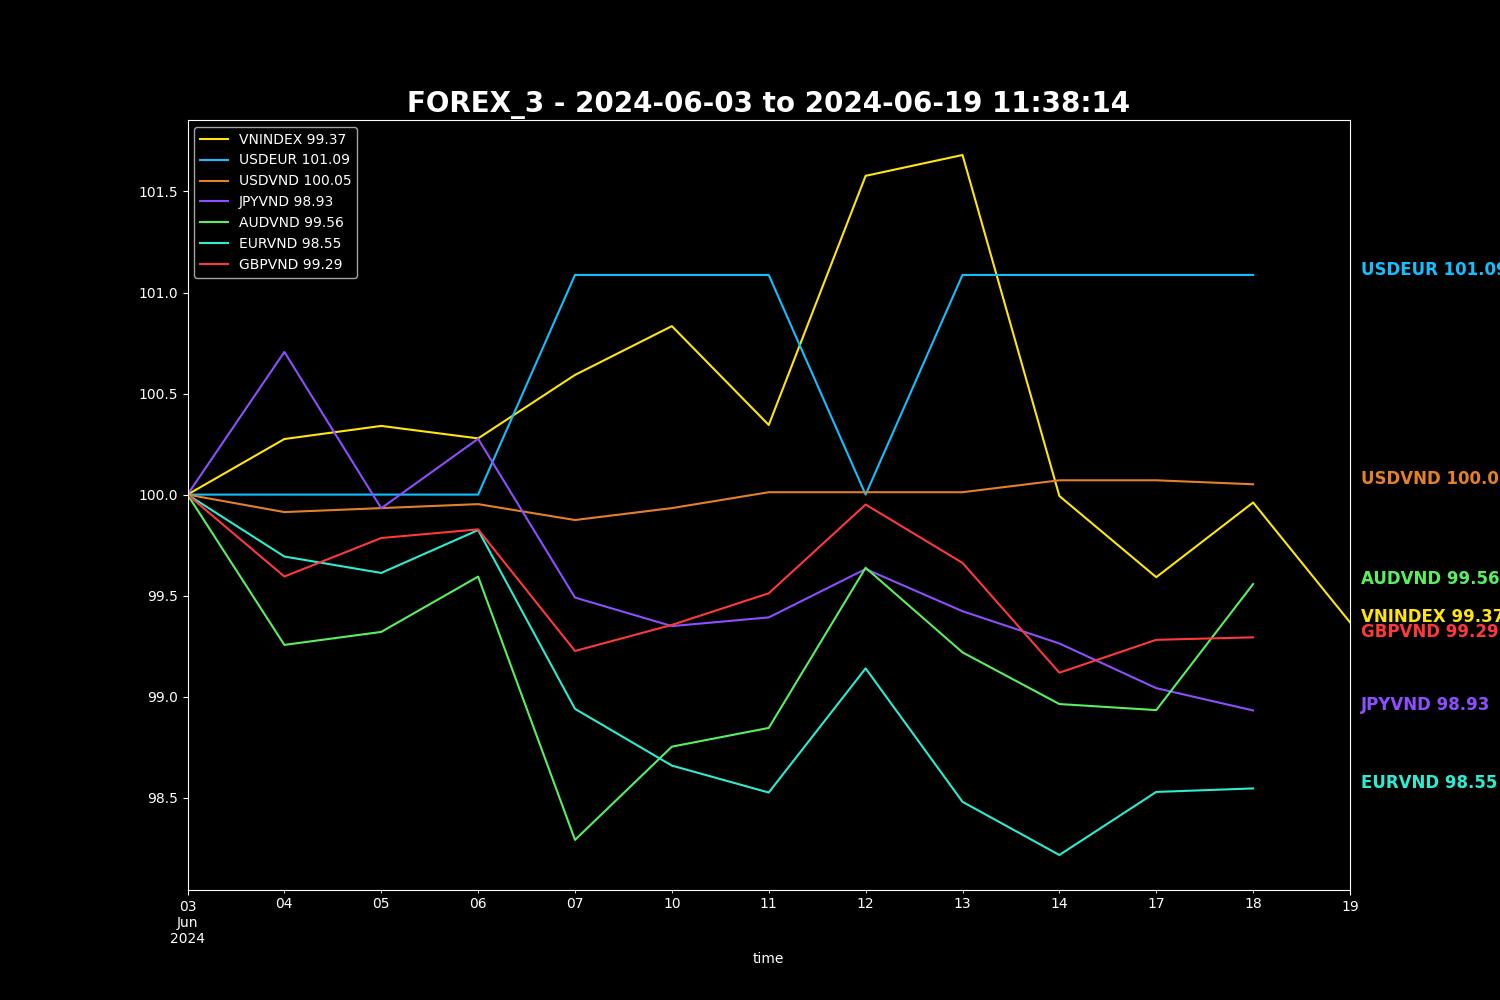 FOREX_3 - 2024-06-03 to 2024-06-19 11:38:14
VNINDEX 99.37
USDEUR 101.09
USDVND 100.05
JPYVND 98.93
AUDVND 99.56
EURVND 98.55
GBPVND 99.29
101.5
101.0
100.5
100.0
99.5
99.0
98.5
USDEUR 101.09
USDVND 100.0
AUDVND 99.56
VNINDEX 99.37
GBPVND 99.29
JPYVND 98.93
EURVND 98.55
03 04 05 06 07 10 11 12 13 14 17 18 19
Jun
2024
time